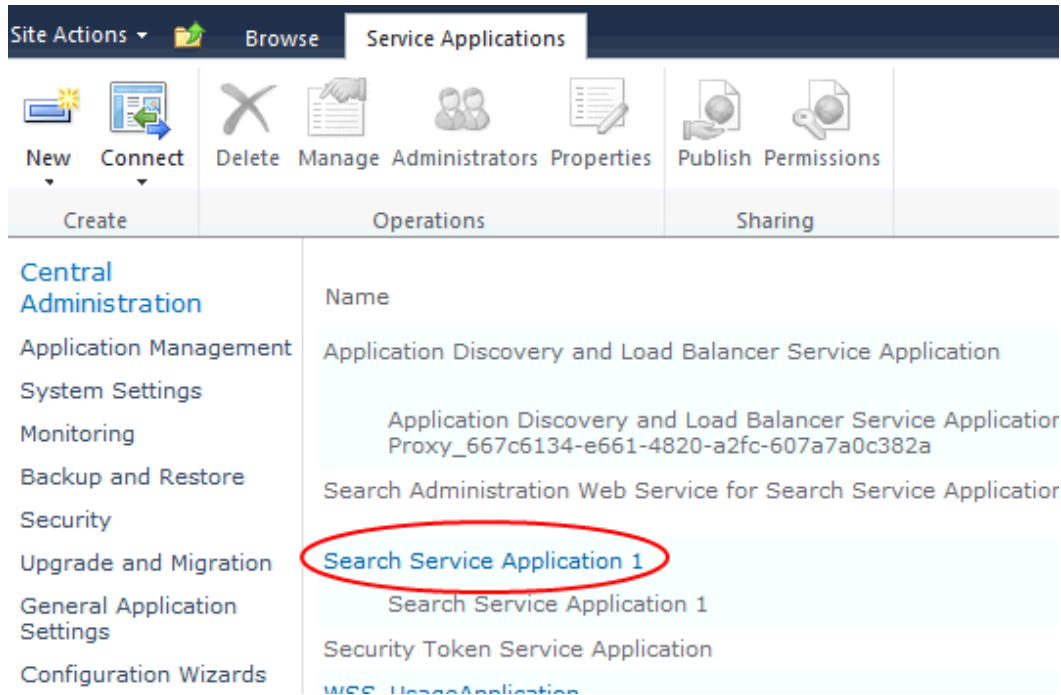 Site Actions Browse Service Applications
New Connect Delete Manage Administrators Properties Publish Permissions
Create Operations Sharing
Central
Administration
Application Management
System Settings
Monitoring
Backup and Restore
Security
Upgrade and Migration
General Application
Settings
Configuration Wizards
Name
Application Discovery and Load Balancer Service Application
Application Discovery and Load Balancer Service Application
Proxy_667c6134-e661-4820-a2fc-607a7a0c382a
Search Administration Web Service for Search Service Application
Search Service Application 1
Search Service Application 1
Security Token Service Application
WSS_UsageApplication